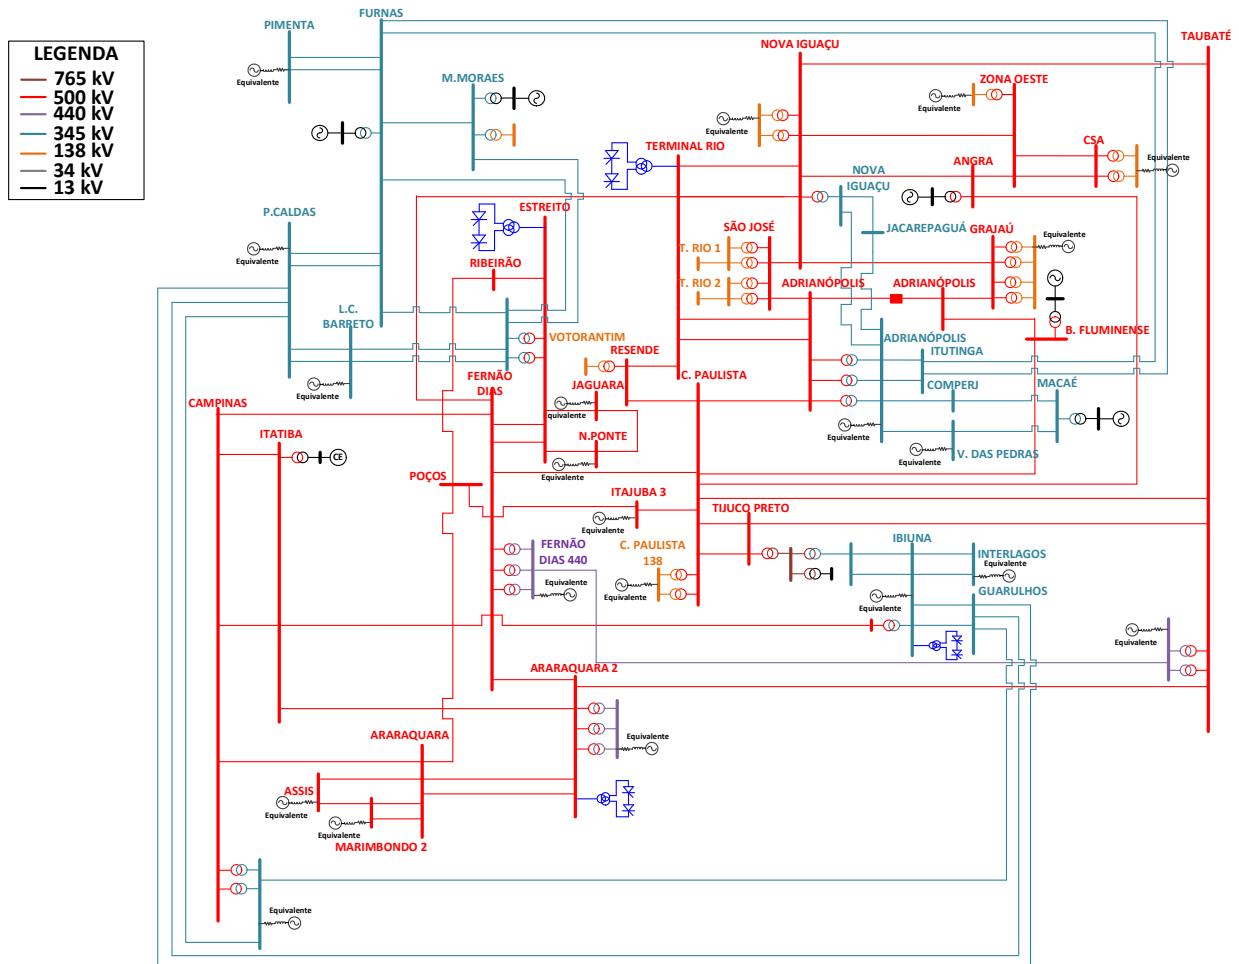 FURNAS
PIMENTA
TAUBATÉ
LEGENDA
765 kV
500 kV
440 kV
345 kV
138 kV
34 kV
13 kV
NOVA IGUAÇU
M.MORAES
ZONA OESTE
Equivalente
Equivalente
Equivalente
TERMINAL RIO
CSA
Equivalente
ANGRA
NOVA
IGUAÇU
P.CALDAS
ESTREITO
Equivalente
SÃO JOSÉ
JACAREPAGUÁ
GRAJAÚ
Equivalente
T. RIO 1
RIBEIRÃO
T. RIO 2
ADRIANÓPOLIS
ADRIANÓPOLIS
L.C.
BARRETO
VOTORANTIM
ADRIANÓPOLIS
B. FLUMINENSE
RESENDE
ITUTINGA
FERNÃO
DIAS
JAGUARA
C. PAULISTA
COMPERJ
MACAÉ
Equivalente
Equivalente
CAMPINAS
ITATIBA
N.PONTE
Equivalente
CE
Equivalente
V. DAS PEDRAS
Equivalente
POÇOS
ITAJUBA 3
TIJUCO PRETO
Equivalente
FERNÃO
DIAS 440
C. PAULISTA
138
IBIUNA
INTERLAGOS
Equivalente
Equivalente
Equivalente
GUARULHOS
Equivalente
Equivalente
ARARAQUARA 2
ARARAQUARA
Equivalente
ASSIS
Equivalente
Equivalente
MARIMBONDO 2
Equivalente